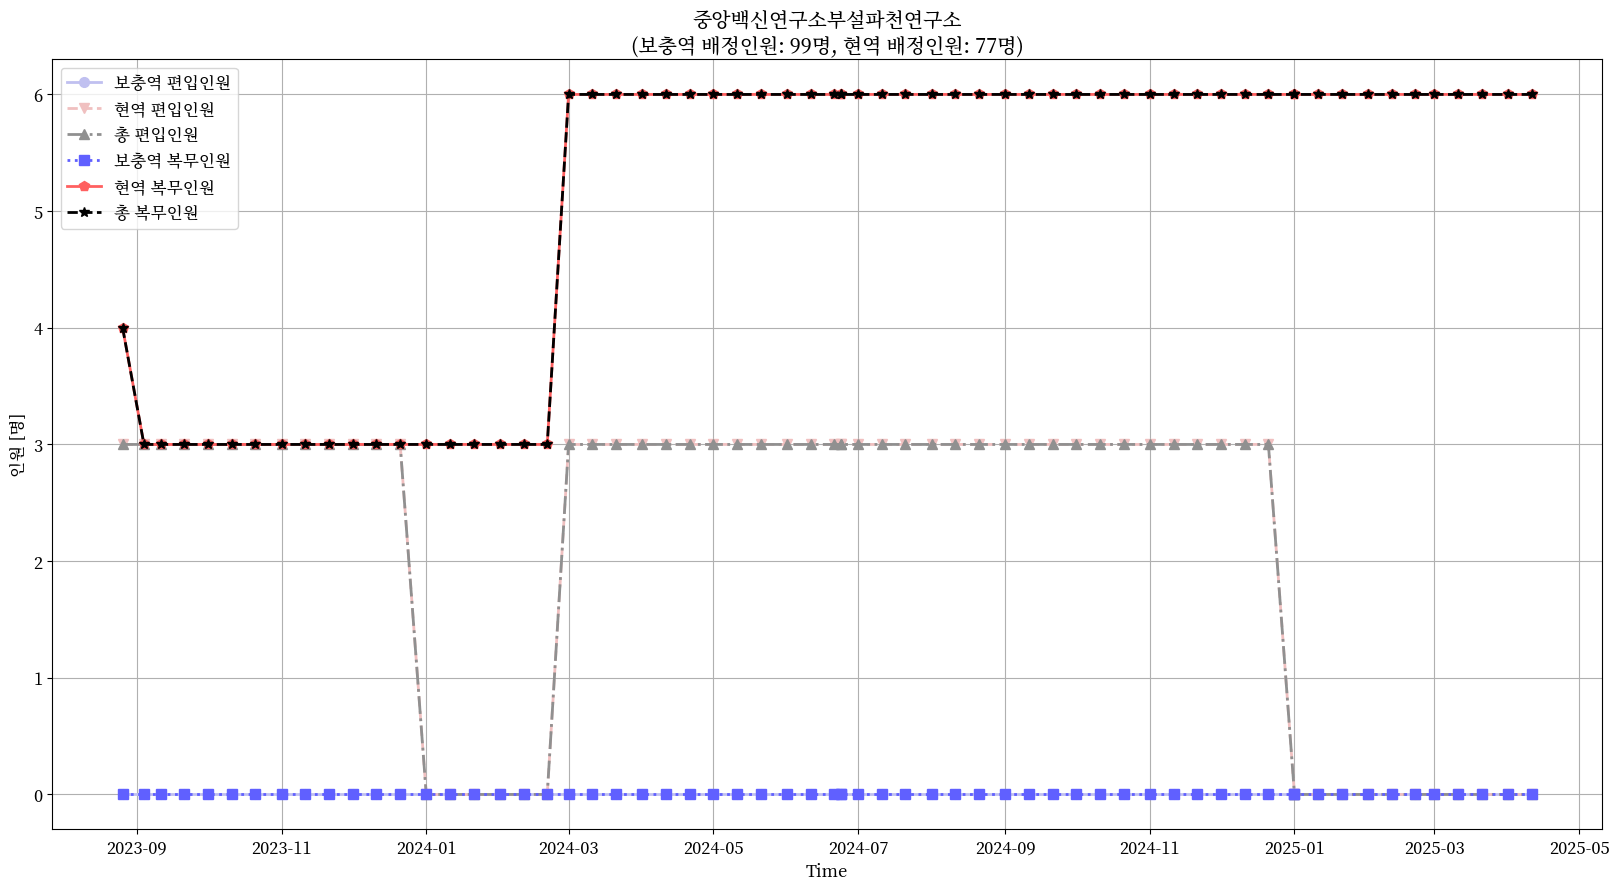 중앙백신연구소부설파천연구소
(보충역 배정인원: 99명, 현역 배정인원: 77명)
보충역 편입인원
현역 편입인원
총 편입인원
보충역 복무인원
현역 복무인원
총 복무인원
인원 [명]
6
5
4
3
2
1
0
2023-09
2023-11
2024-01
2024-03
2024-05
2024-07
2024-09
2024-11
2025-01
2025-03
2025-05
Time